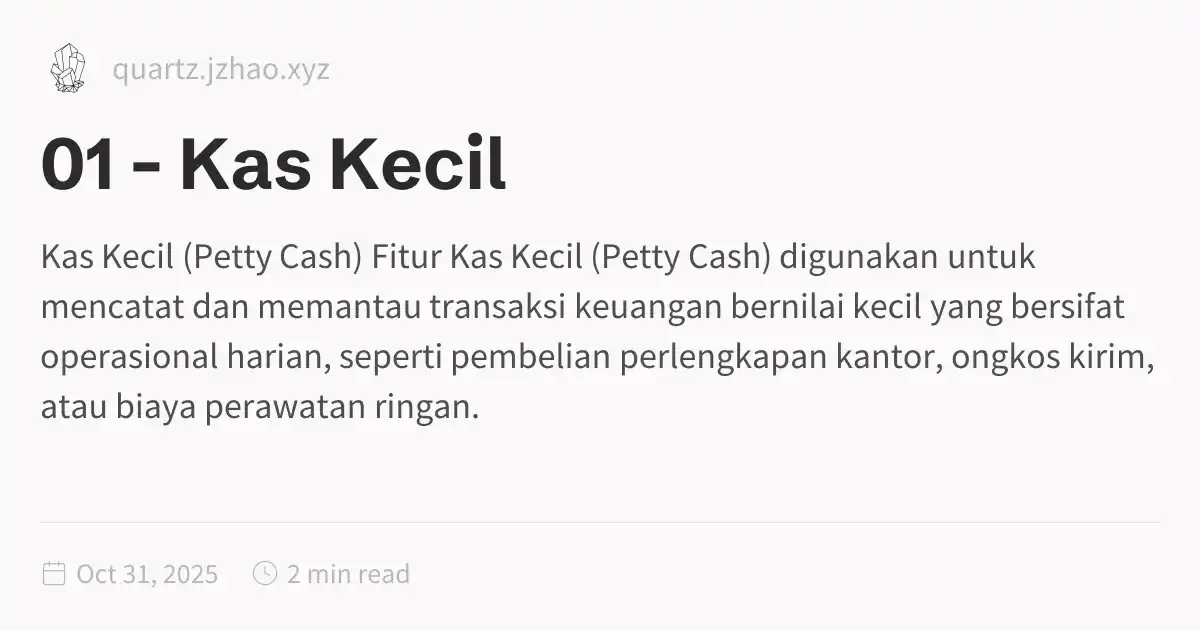 quartz.jzhao.xyz
01 - Kas Kecil
Kas Kecil (Petty Cash) Fitur Kas Kecil (Petty Cash) digunakan untuk
mencatat dan memantau transaksi keuangan bernilai kecil yang bersifat
operasional harian, seperti pembelian perlengkapan kantor, ongkos kirim,
atau biaya perawatan ringan.
Oct 31, 2025 2 min read